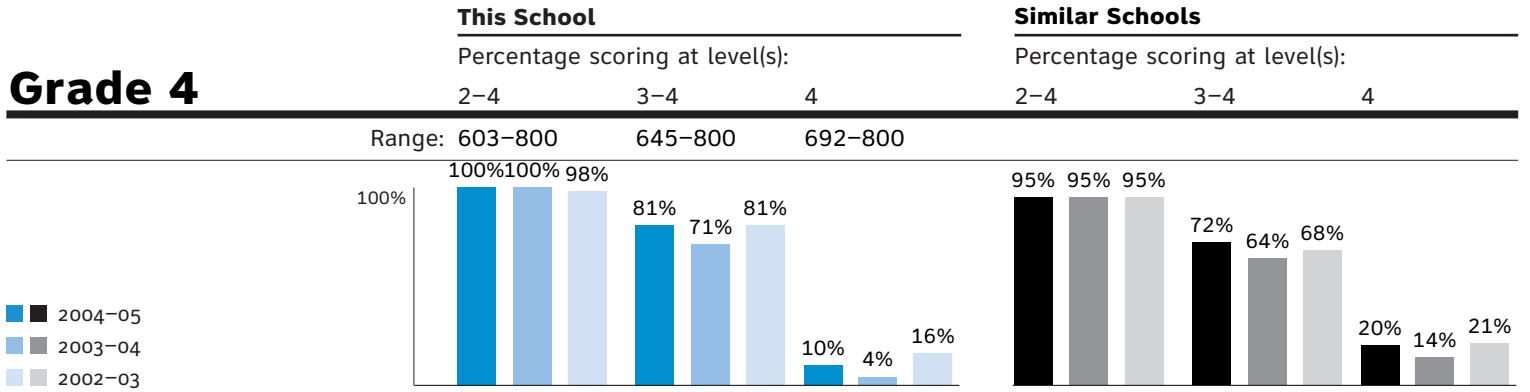 This School Similar Schools
Percentage scoring at level(s): Percentage scoring at level(s):
Grade 4 2–4 3–4 4 2–4 3–4 4
Range: 603–800 645–800 692–800
100% 100% 98% 81% 71% 81% 10% 4% 16% 95% 95% 95% 72% 64% 68% 20% 14% 21%
100%
2004–05
2003–04
2002–03